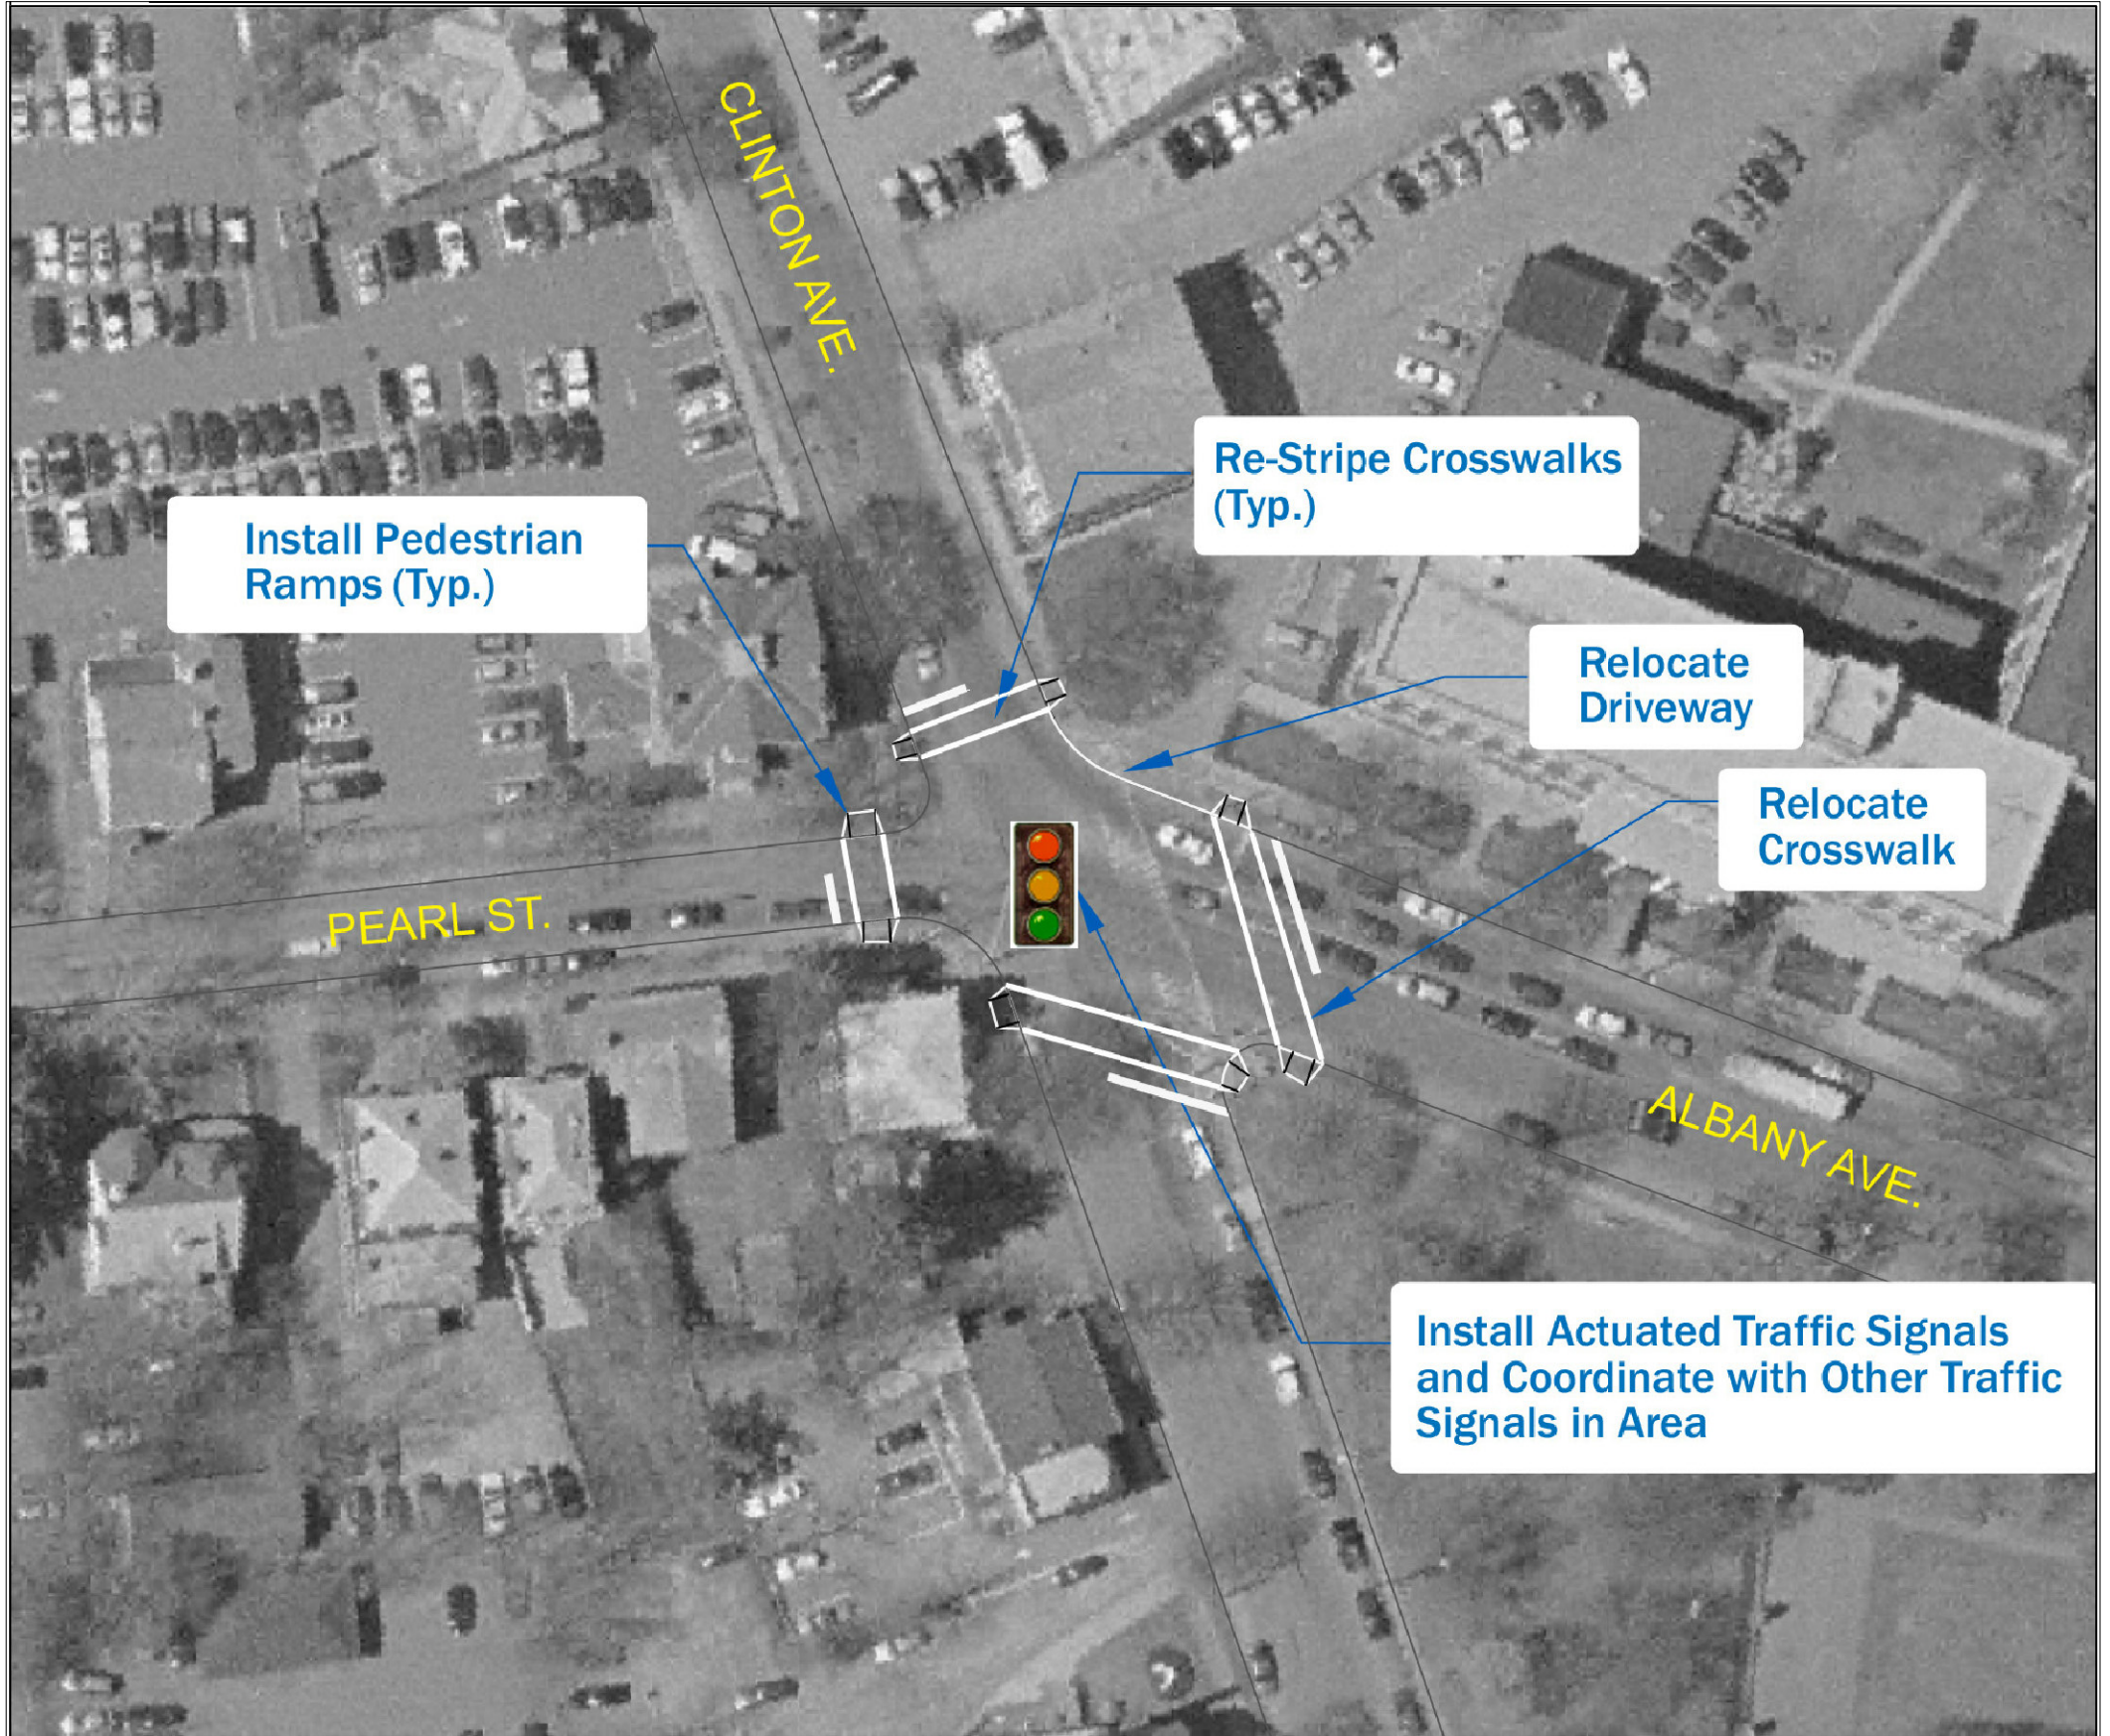 CLINTON AVE.
Re-Stripe Crosswalks
(Typ.)
Install Pedestrian
Ramps (Typ.)
Relocate
Driveway
Relocate
Crosswalk
PEARL ST.
ALBANY AVE.
Install Actuated Traffic Signals
and Coordinate with Other Traffic
Signals in Area